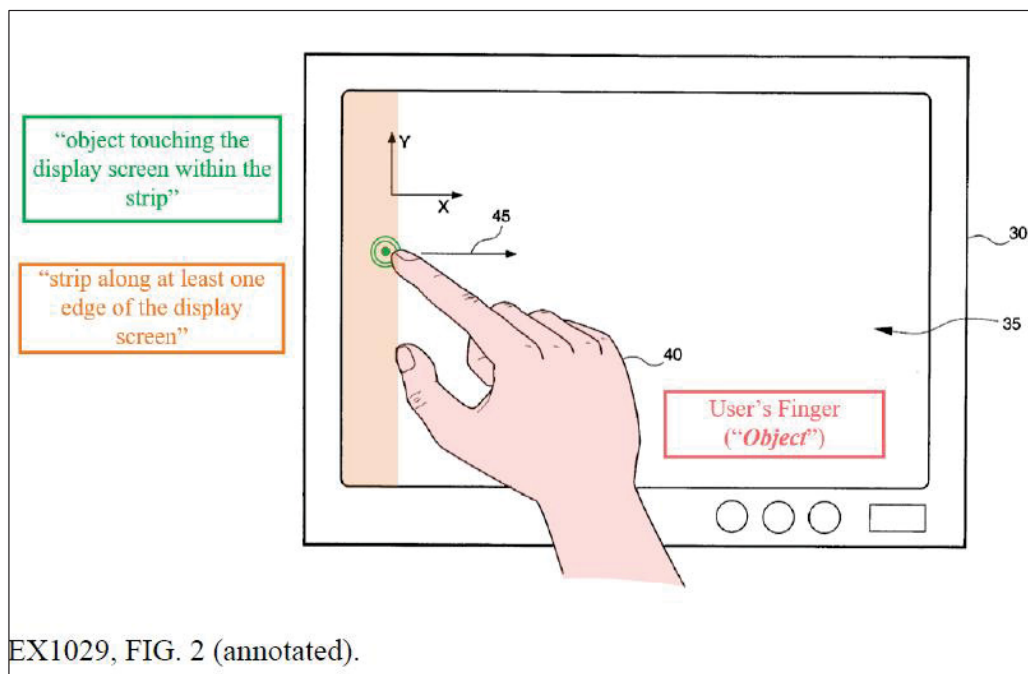 “object touching the
display screen within the
strip”
“strip along at least one
edge of the display
screen”
Y
X
45
30
35
40
User’s Finger
(“Object”)
EX1029, FIG. 2 (annotated).